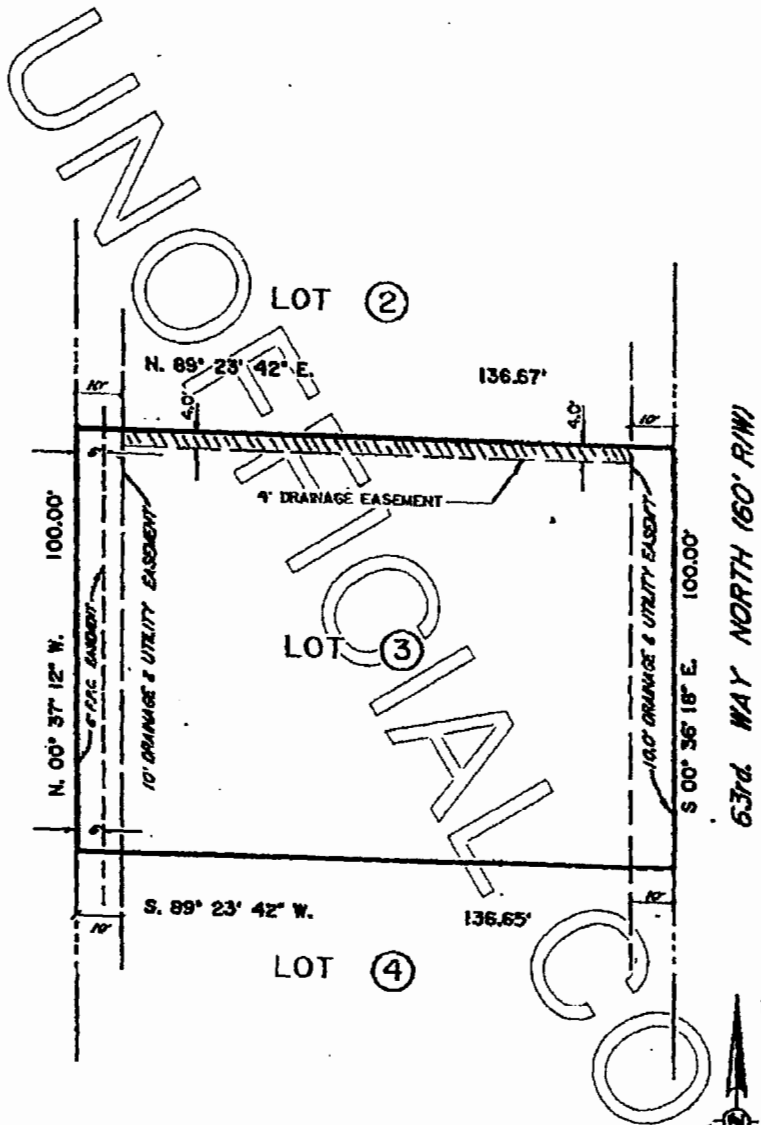 UNOFFICIAL CO
LOT 2
N. 89° 23' 42" E.
136.67'
10'
4.0'
4.0'
10'
6'
4' DRAINAGE EASEMENT
100.00'
N. 00° 37' 12" W.
6' F.P.C. EASEMENT
10' DRAINAGE & UTILITY EASEMENT
LOT 3
10.0' DRAINAGE & UTILITY EASEM'T
100.00'
S 00° 36' 18" E.
63rd. WAY NORTH (60' R/W)
6'
10'
S. 89° 23' 42" W.
136.65'
10'
LOT 4